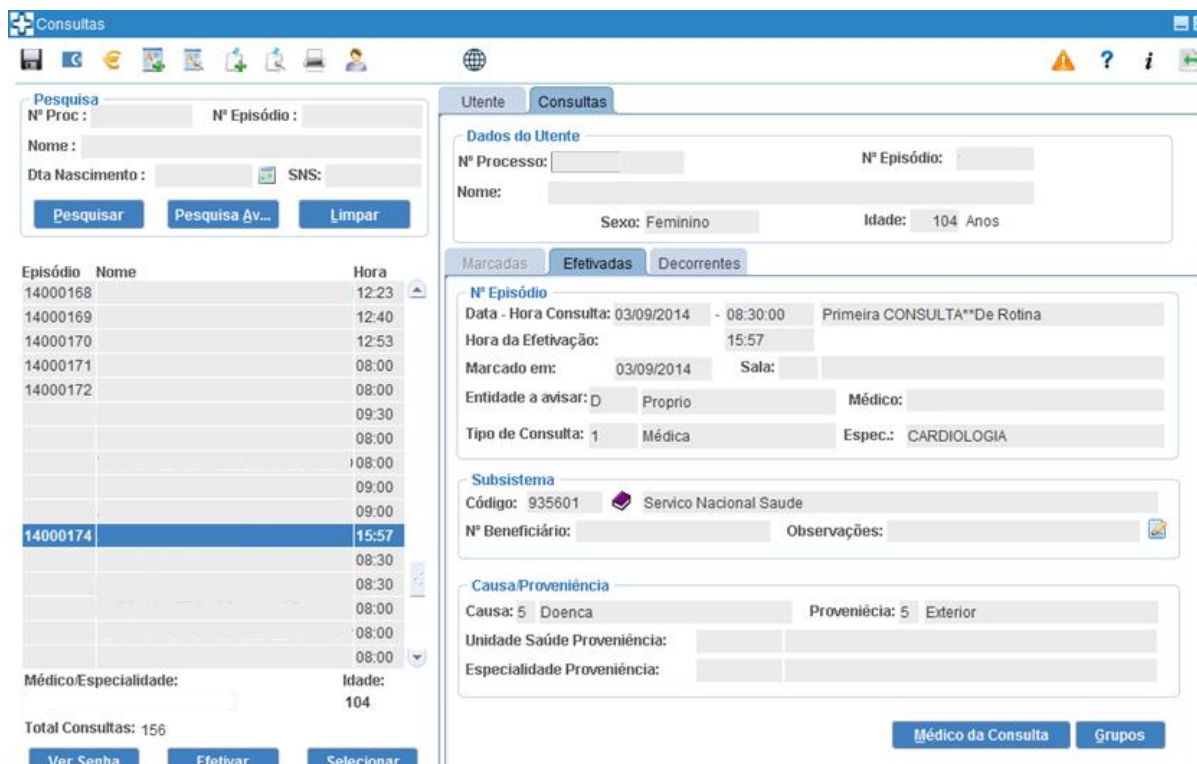 Consultas
Pesquisa
Nº Proc :
Nº Episódio :
Nome :
Dta Nascimento :
SNS:
Pesquisar
Pesquisa Av...
Limpar
Episódio Nome Hora
14000168 12:23
14000169 12:40
14000170 12:53
14000171 08:00
14000172 08:00
09:30
08:00
08:00
09:00
09:00
14000174 15:57
08:30
08:30
08:00
08:00
08:00
Médico/Especialidade:
Idade:
104
Total Consultas: 156
Ver Senha
Efetivar
Selecionar
Utente
Consultas
Dados do Utente
Nº Processo:
Nº Episódio:
Nome:
Sexo: Feminino
Idade: 104 Anos
Marcadas
Efetivadas
Decorrentes
Nº Episódio
Data - Hora Consulta: 03/09/2014 - 08:30:00 Primeira CONSULTA**De Rotina
Hora da Efetivação: 15:57
Marcado em: 03/09/2014 Sala:
Entidade a avisar: D Proprio Médico:
Tipo de Consulta: 1 Médica Espec.: CARDIOLOGIA
Subsistema
Código: 935601 Servico Nacional Saude
Nº Beneficiário: Observações:
Causa/Proveniência
Causa: 5 Doenca Proveniêcia: 5 Exterior
Unidade Saúde Proveniência:
Especialidade Proveniência:
Médico da Consulta
Grupos